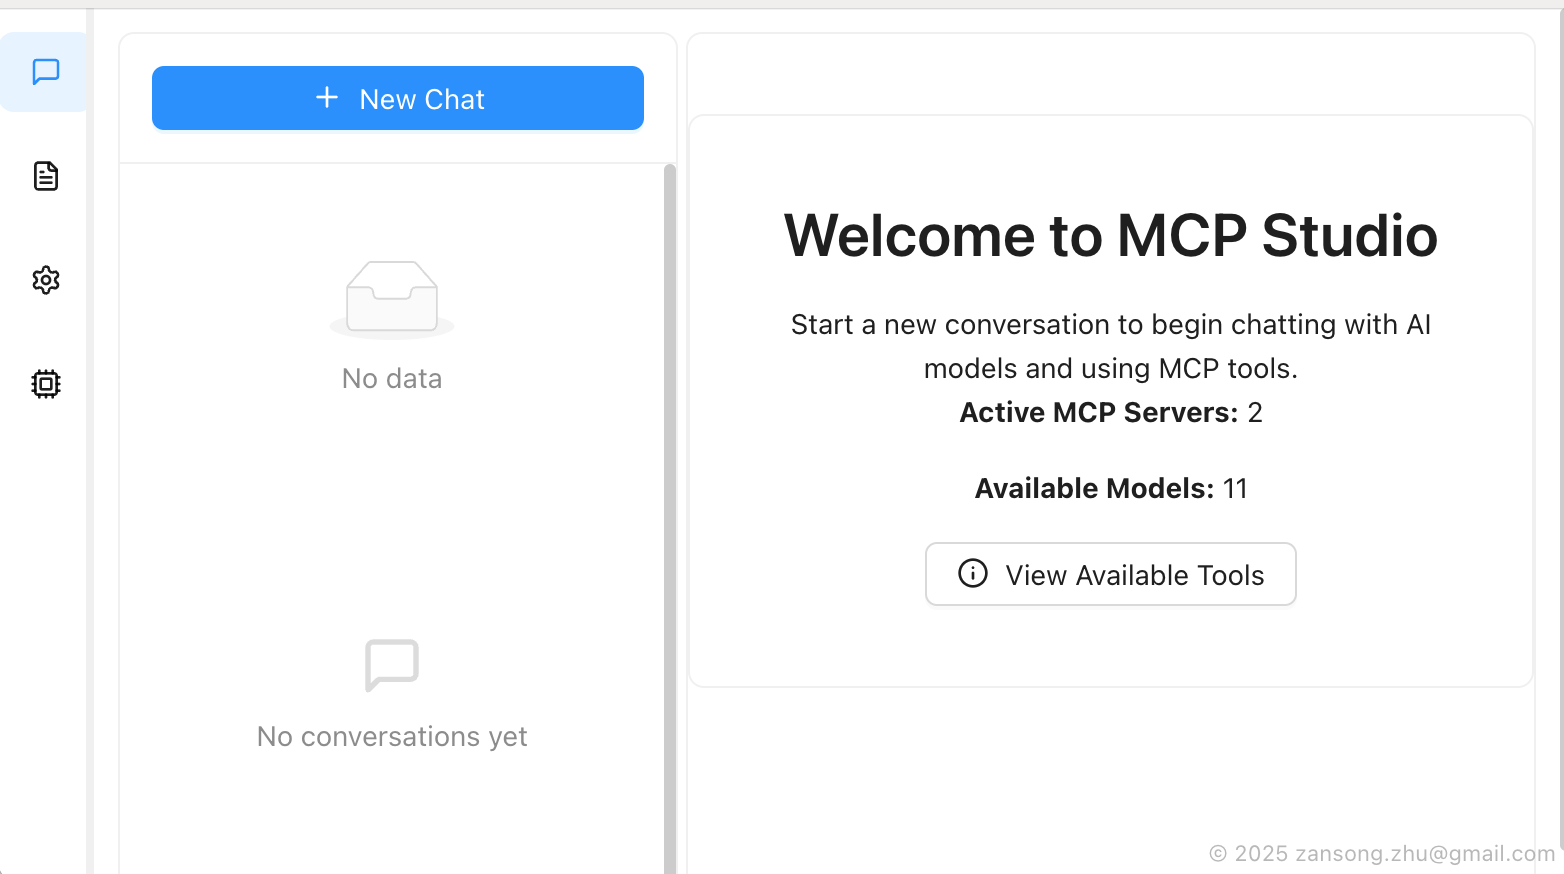 New Chat
No data
No conversations yet
Welcome to MCP Studio
Start a new conversation to begin chatting with AI
models and using MCP tools.
Active MCP Servers: 2
Available Models: 11
View Available Tools
© 2025 zansong.zhu@gmail.com